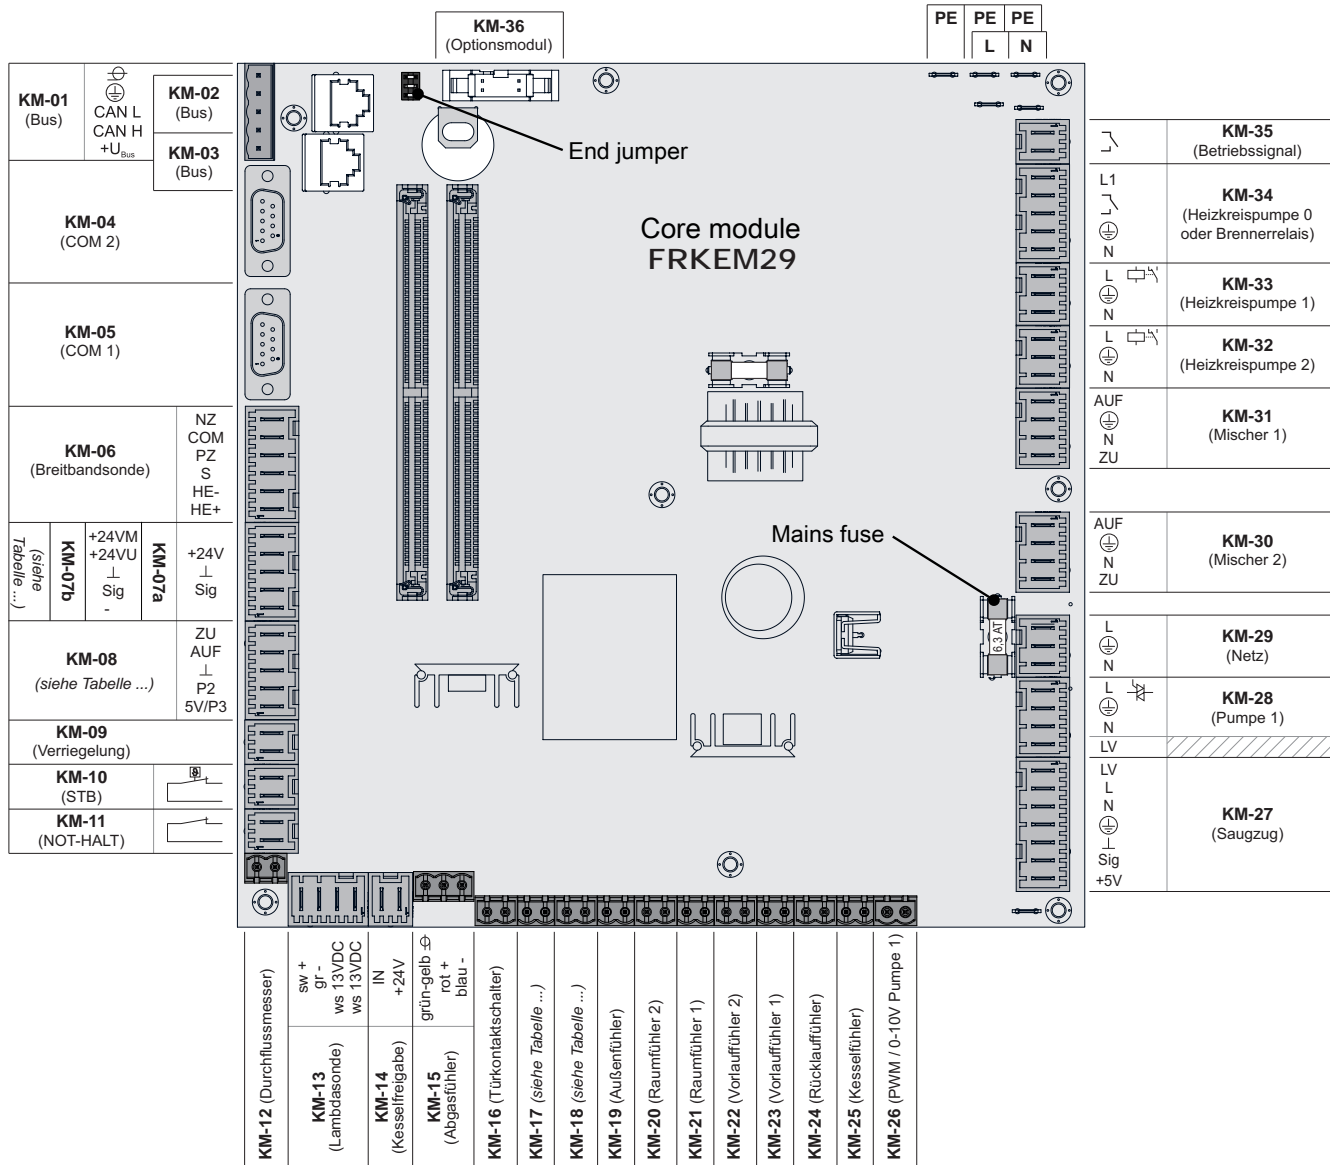 KM-36
(Optionsmodul)
PE
PE
PE
L
N
KM-01
(Bus)
CAN L
CAN H
+U Bus
KM-02
(Bus)
KM-03
(Bus)
KM-04
(COM 2)
KM-05
(COM 1)
KM-06
(Breitbandsonde)
NZ
COM
PZ
S
HE-
HE+
(siehe
Tabelle ...)
KM-07b
+24VM
+24VU
⊥
Sig
-
KM-07a
+24V
⊥
Sig
KM-08
(siehe Tabelle ...)
ZU
AUF
⊥
P2
5V/P3
KM-09
(Verriegelung)
KM-10
(STB)
KM-11
(NOT-HALT)
End jumper
Core module
FRKEM29
Mains fuse
6,3 AT
KM-35
(Betriebssignal)
L1
N
KM-34
(Heizkreispumpe 0
oder Brennerrelais)
L
N
KM-33
(Heizkreispumpe 1)
L
N
KM-32
(Heizkreispumpe 2)
AUF
N
ZU
KM-31
(Mischer 1)
AUF
N
ZU
KM-30
(Mischer 2)
L
N
KM-29
(Netz)
L
N
LV
KM-28
(Pumpe 1)
LV
L
N
⊥
Sig
+5V
KM-27
(Saugzug)
KM-12 (Durchflussmesser)
sw +
gr -
ws 13VDC
ws 13VDC
KM-13
(Lambdasonde)
IN
+24V
KM-14
(Kesselfreigabe)
grün-gelb
rot +
blau -
KM-15
(Abgasfühler)
KM-16 (Türkontaktschalter)
KM-17 (siehe Tabelle ...)
KM-18 (siehe Tabelle ...)
KM-19 (Außenfühler)
KM-20 (Raumfühler 2)
KM-21 (Raumfühler 1)
KM-22 (Vorlauffühler 2)
KM-23 (Vorlauffühler 1)
KM-24 (Rücklauffühler)
KM-25 (Kesselfühler)
KM-26 (PWM / 0-10V Pumpe 1)